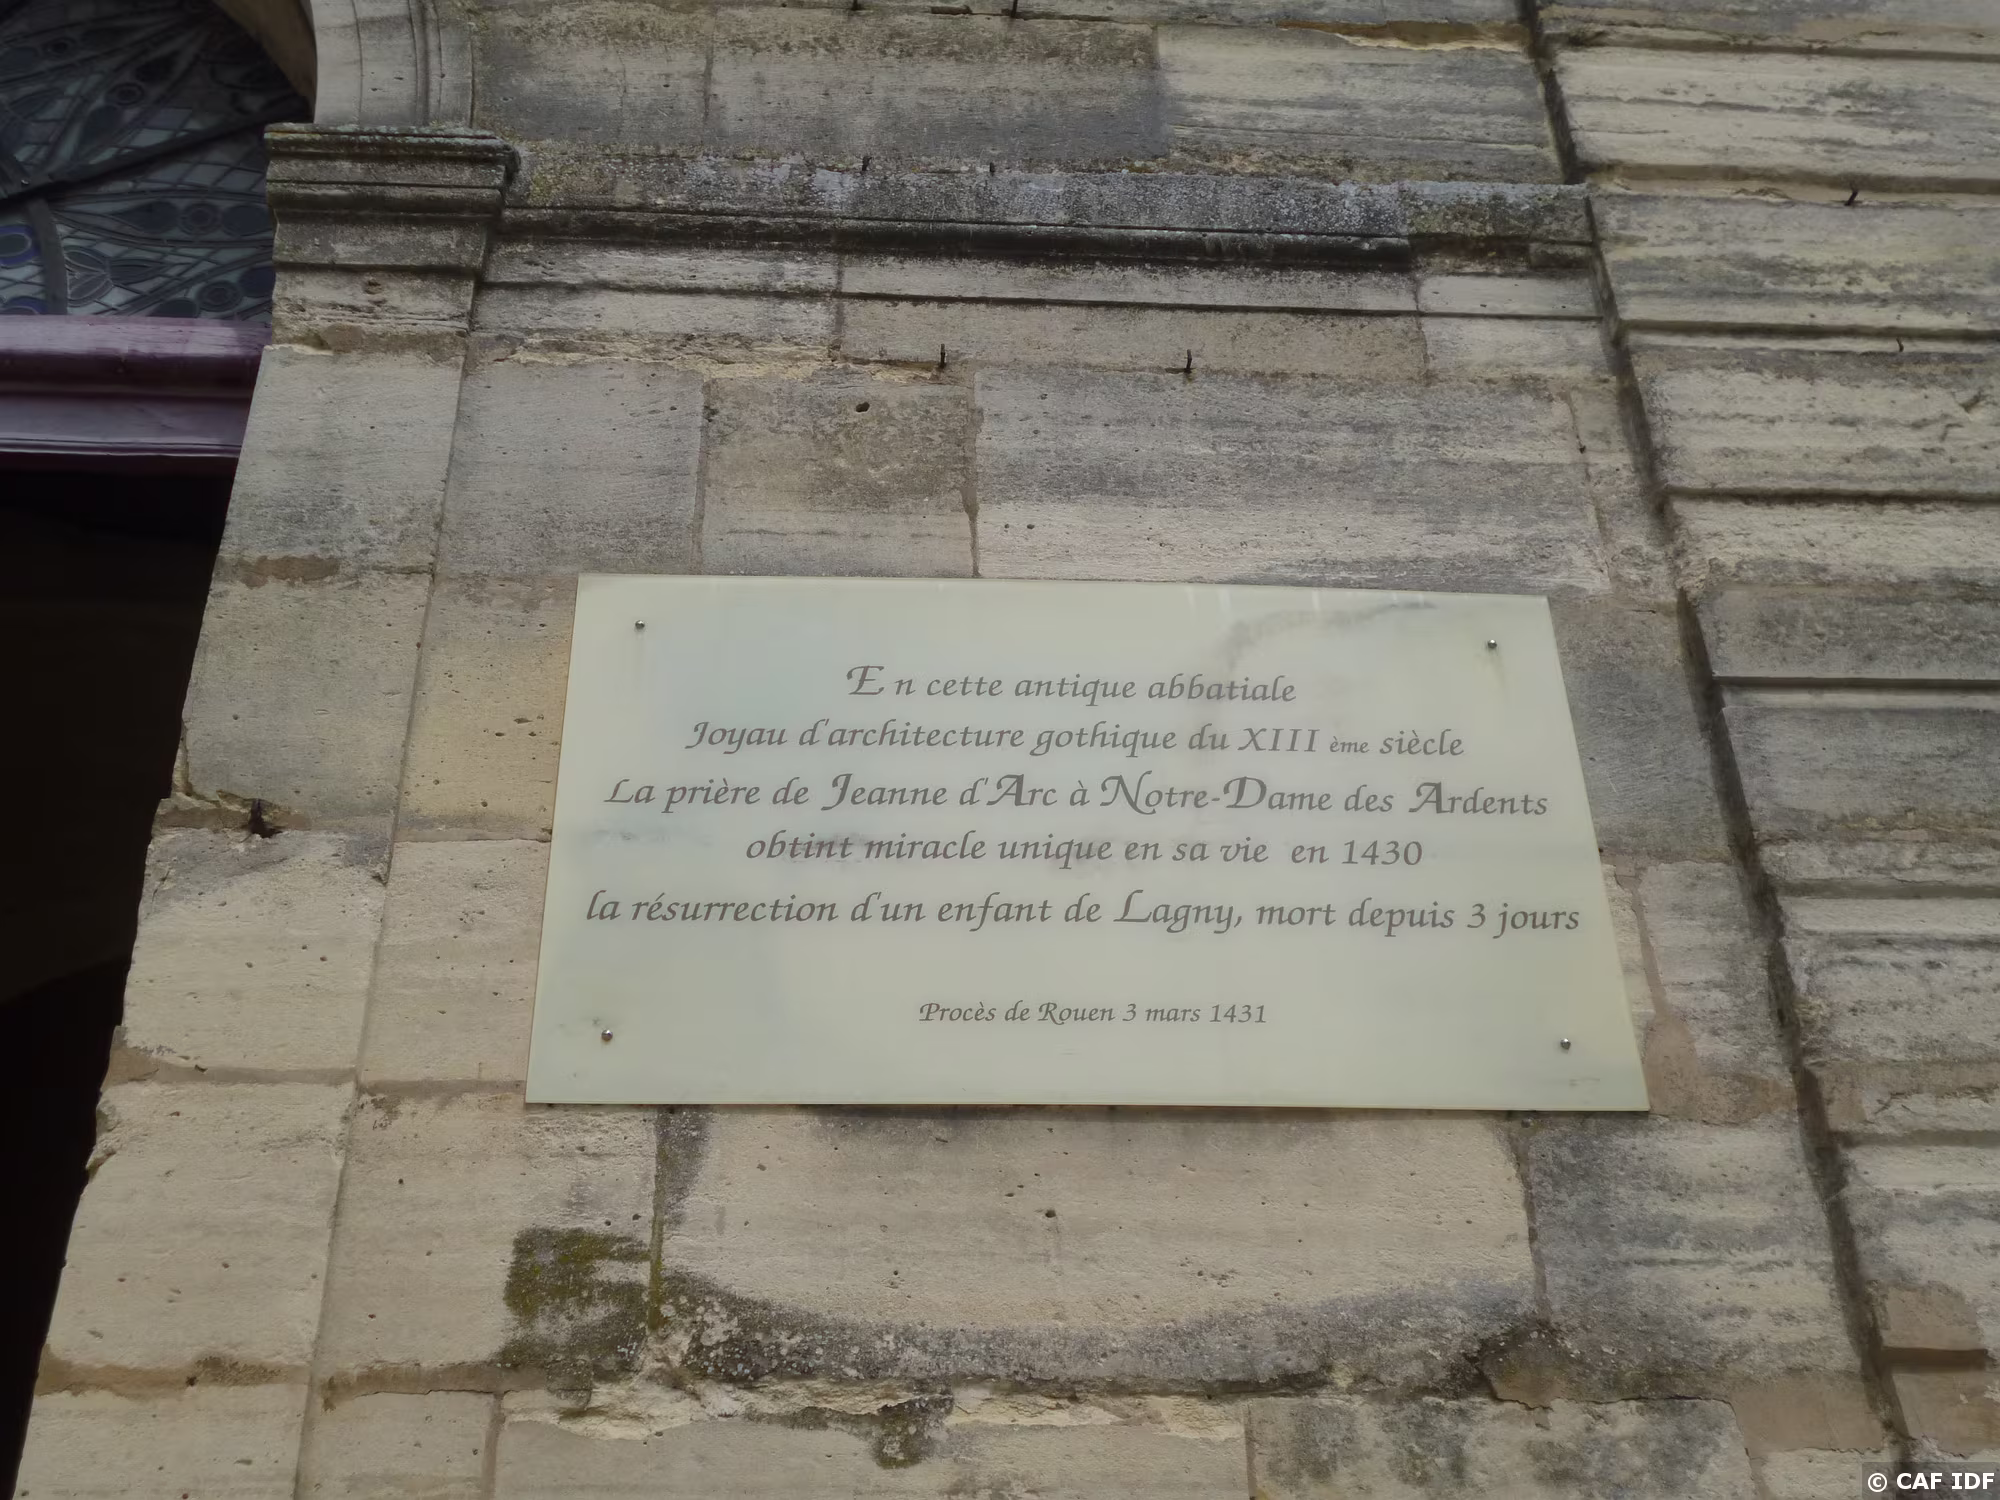 En cette antique abbatiale
Joyau d'architecture gothique du XIII ème siècle
La prière de Jeanne d'Arc à Notre-Dame des Ardents
obtint miracle unique en sa vie en 1430
la résurrection d'un enfant de Lagny, mort depuis 3 jours
Procès de Rouen 3 mars 1431
© CAF IDF